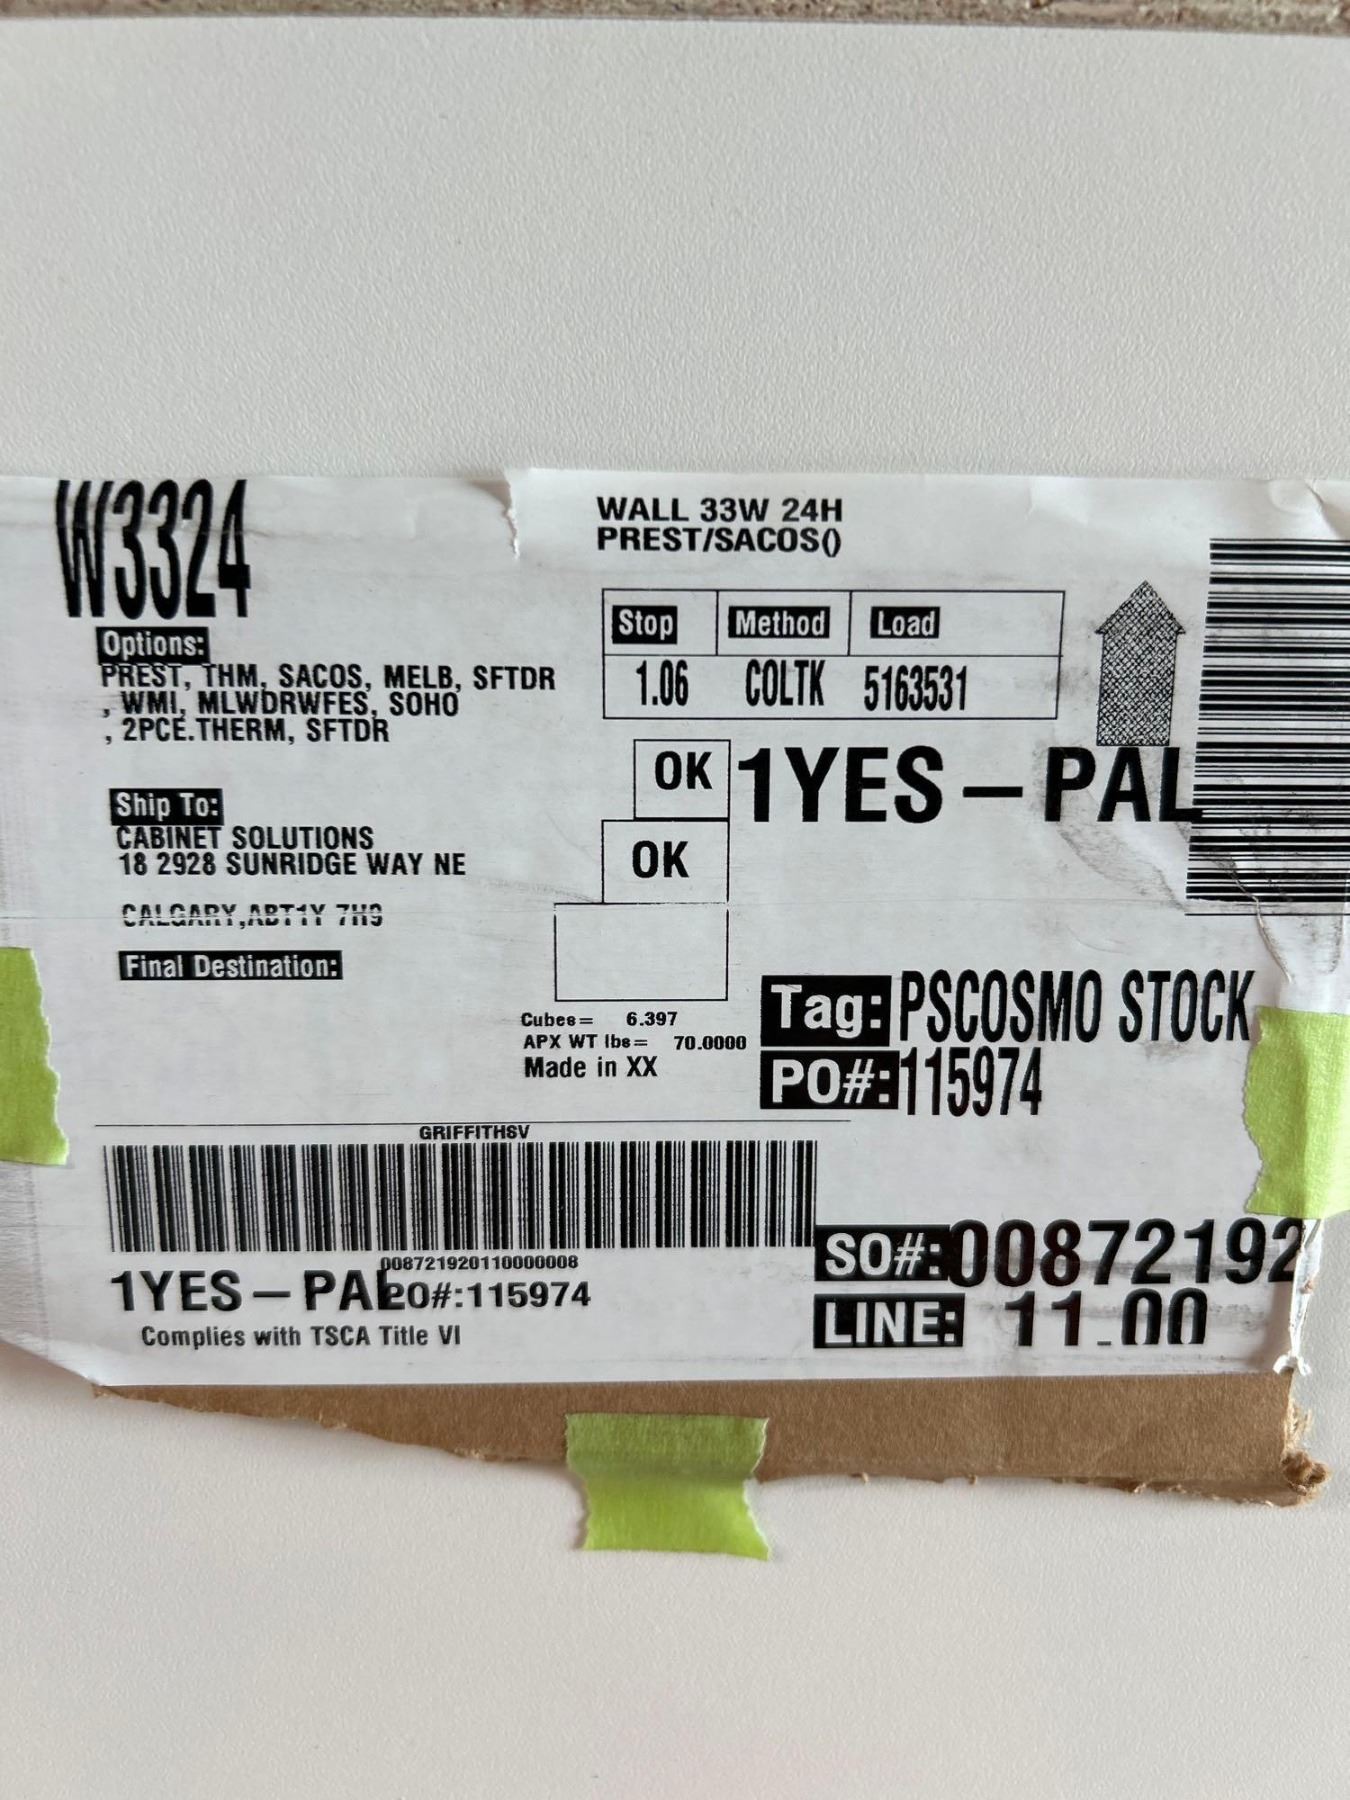 W3324
WALL 33W 24H
PREST/SACOS()
Options:
PREST, THM, SACOS, MELB, SFTDR
, WMI, MLWDRWFES, SOHO
, 2PCE.THERM, SFTDR
Stop Method Load
1.06 COLTK 5163531
OK
1YES-PAL
OK
Ship To:
CABINET SOLUTIONS
18 2928 SUNRIDGE WAY NE
CALGARY,ABT1Y 7H9
Final Destination:
Cubes= 6.397
APX WT lbs= 70.0000
Made in XX
Tag: PSCOSMO STOCK
PO#: 115974
GRIFFITHSV
008721920110000008
1YES-PAL
PO#:115974
Complies with TSCA Title VI
SO#: 00872192
LINE: 11.00